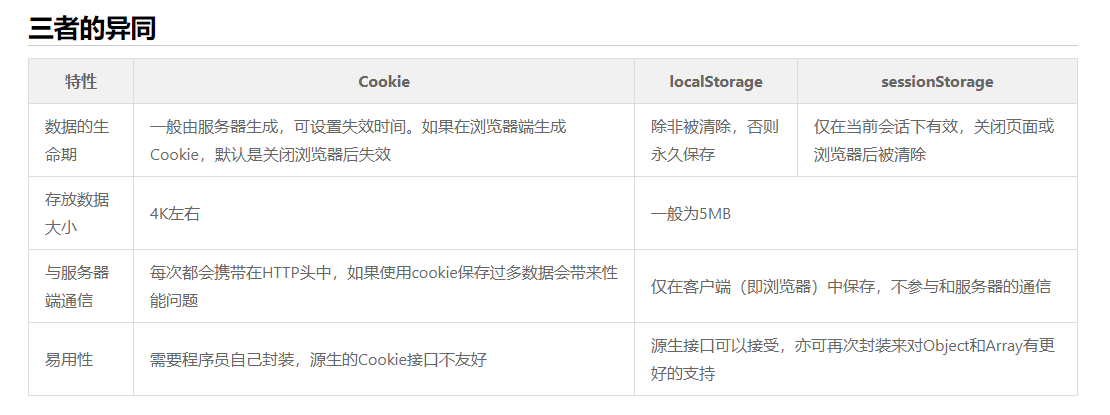 三者的异同
特性
Cookie
localStorage
sessionStorage
数据的生
命期
一般由服务器生成，可设置失效时间。如果在浏览器端生成
Cookie，默认是关闭浏览器后失效
除非被清除，否则
永久保存
仅在当前会话下有效，关闭页面或
浏览器后被清除
存放数据
大小
4K左右
一般为5MB
与服务器
端通信
每次都会携带在HTTP头中，如果使用cookie保存过多数据会带来性
能问题
仅在客户端（即浏览器）中保存，不参与和服务器的通信
易用性
需要程序员自己封装，源生的Cookie接口不友好
源生接口可以接受，亦可再次封装来对Object和Array有更
好的支持